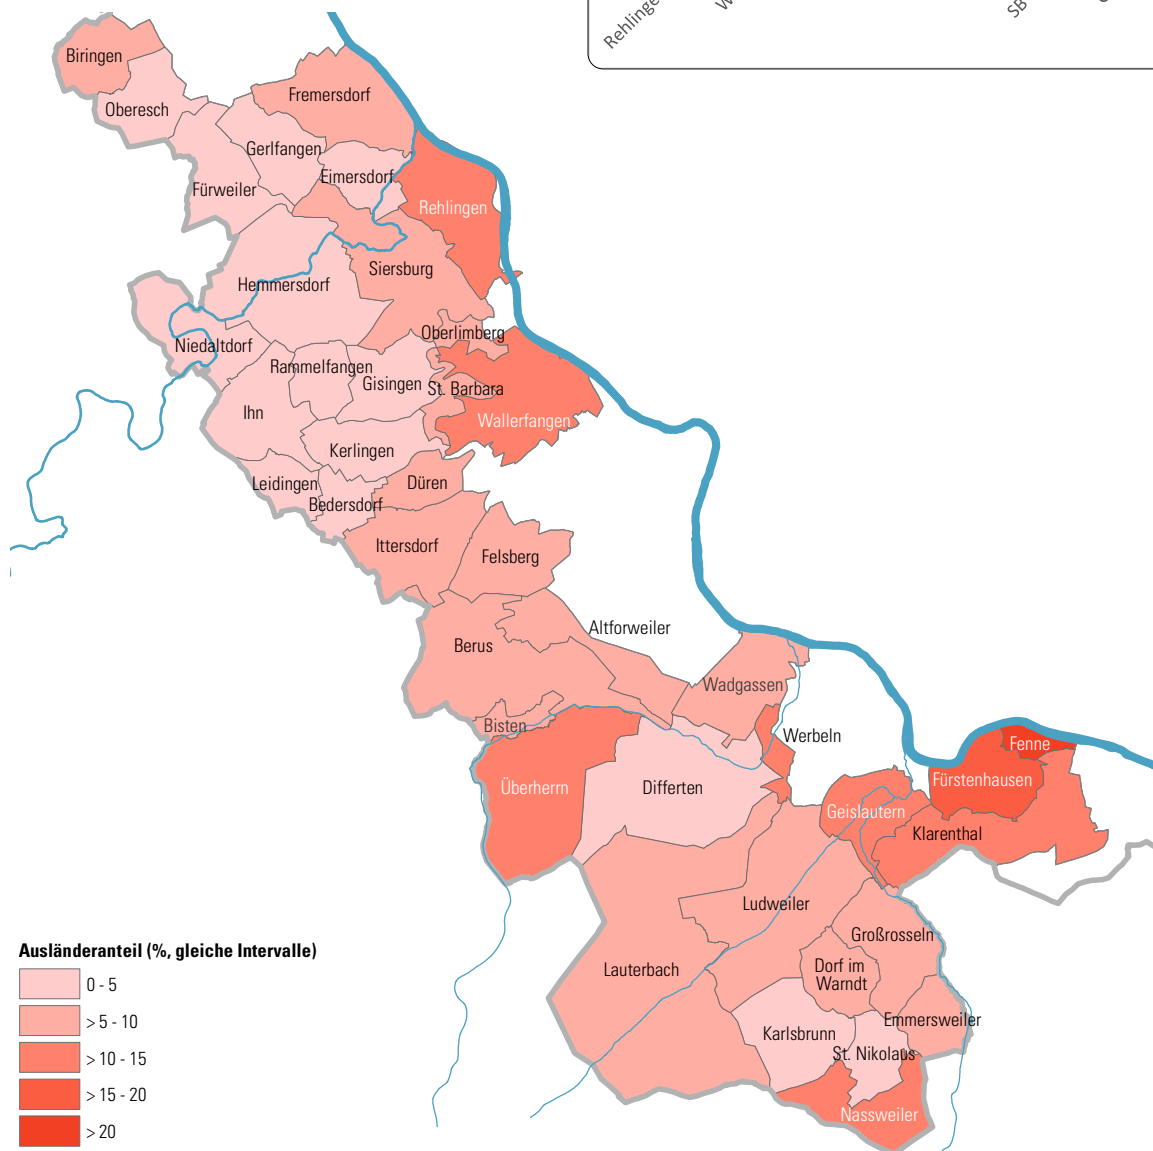 Rehlinge
W
SB
Biringen
Oberesch
Fremersdorf
Gerlfangen
Eimersdorf
Fürweiler
Rehlingen
Siersburg
Hemmersdorf
Oberlimberg
Niedaltdorf
Rammelfangen
Gisingen
St. Barbara
Ihn
Wallerfangen
Kerlingen
Leidingen
Düren
Bedersdorf
Ittersdorf
Felsberg
Altforweiler
Berus
Wadgassen
Bisten
Werbeln
Fenne
Fürstenhausen
Überherrn
Differten
Geislautern
Klarenthal
Ludweiler
Großrosseln
Lauterbach
Dorf im
Warndt
Emmersweiler
Karlsbrunn
St. Nikolaus
Nassweiler
Ausländeranteil (%, gleiche Intervalle)
0 - 5
> 5 - 10
> 10 - 15
> 15 - 20
> 20